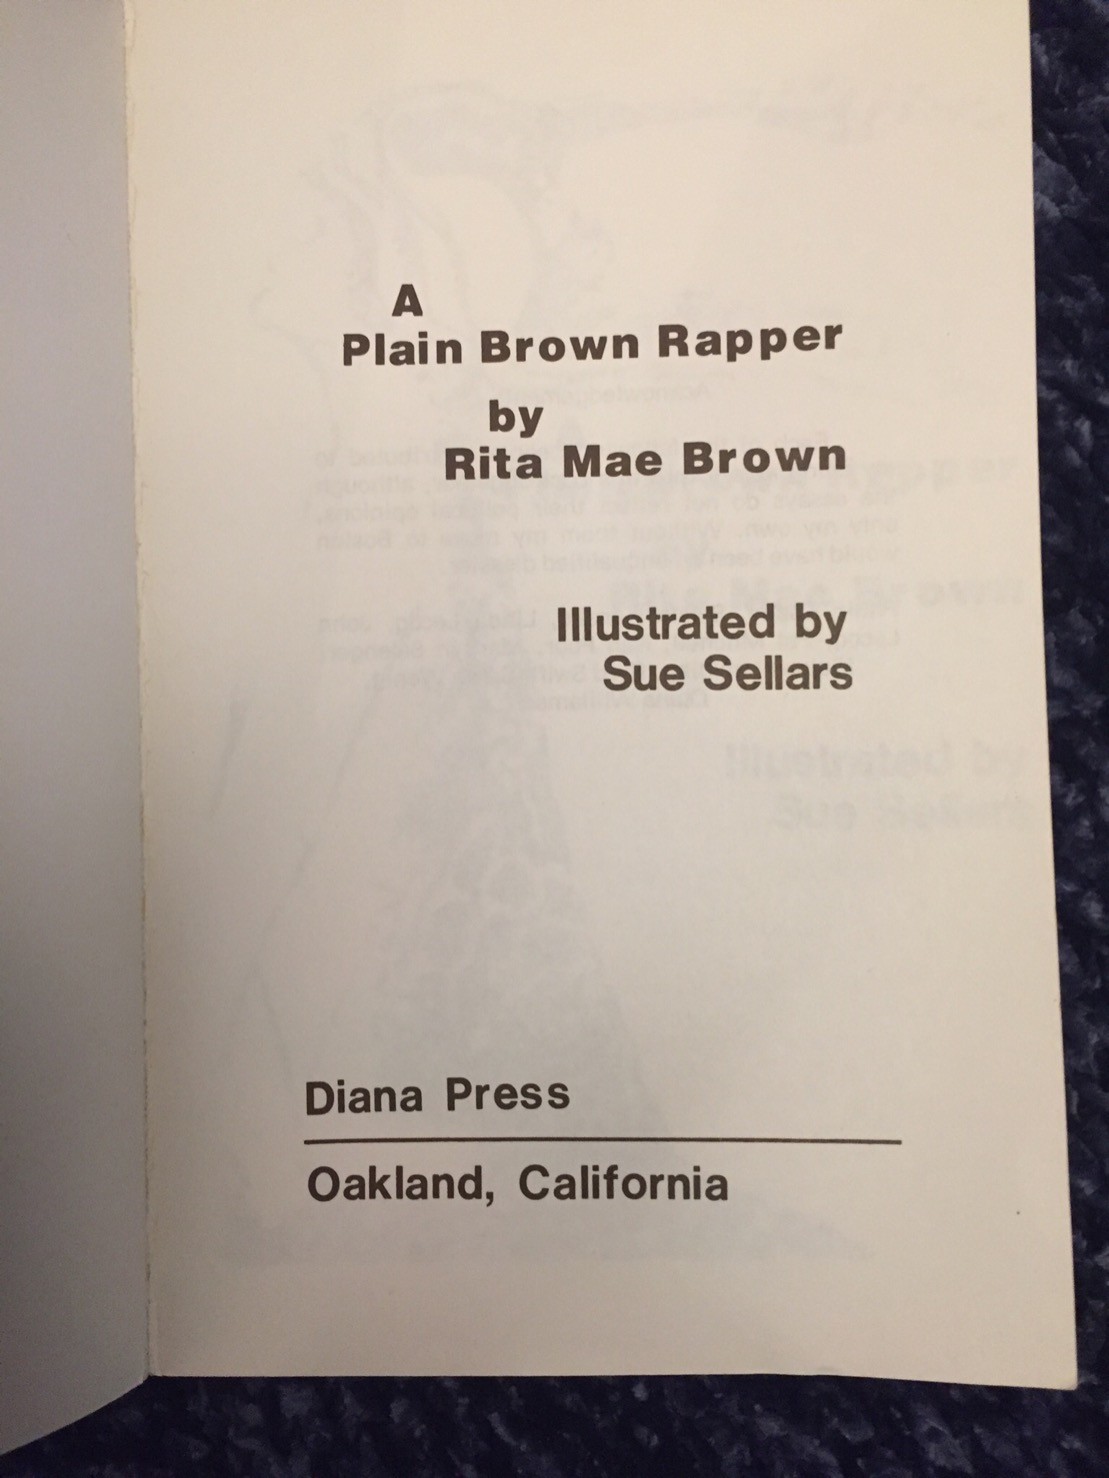 A
Plain Brown Rapper
by
Rita Mae Brown
Illustrated by
Sue Sellars
Diana Press
Oakland, California